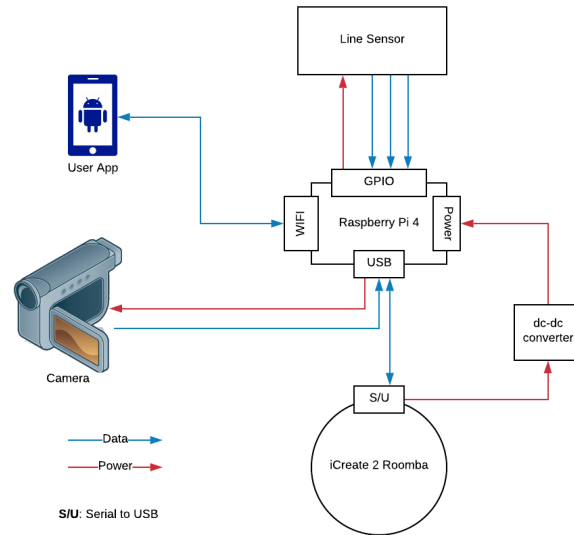 Line Sensor
User App
GPIO
WIFI
Raspberry Pi 4
Power
USB
dc-dc
converter
Camera
S/U
iCreate 2 Roomba
Data
Power
S/U: Serial to USB